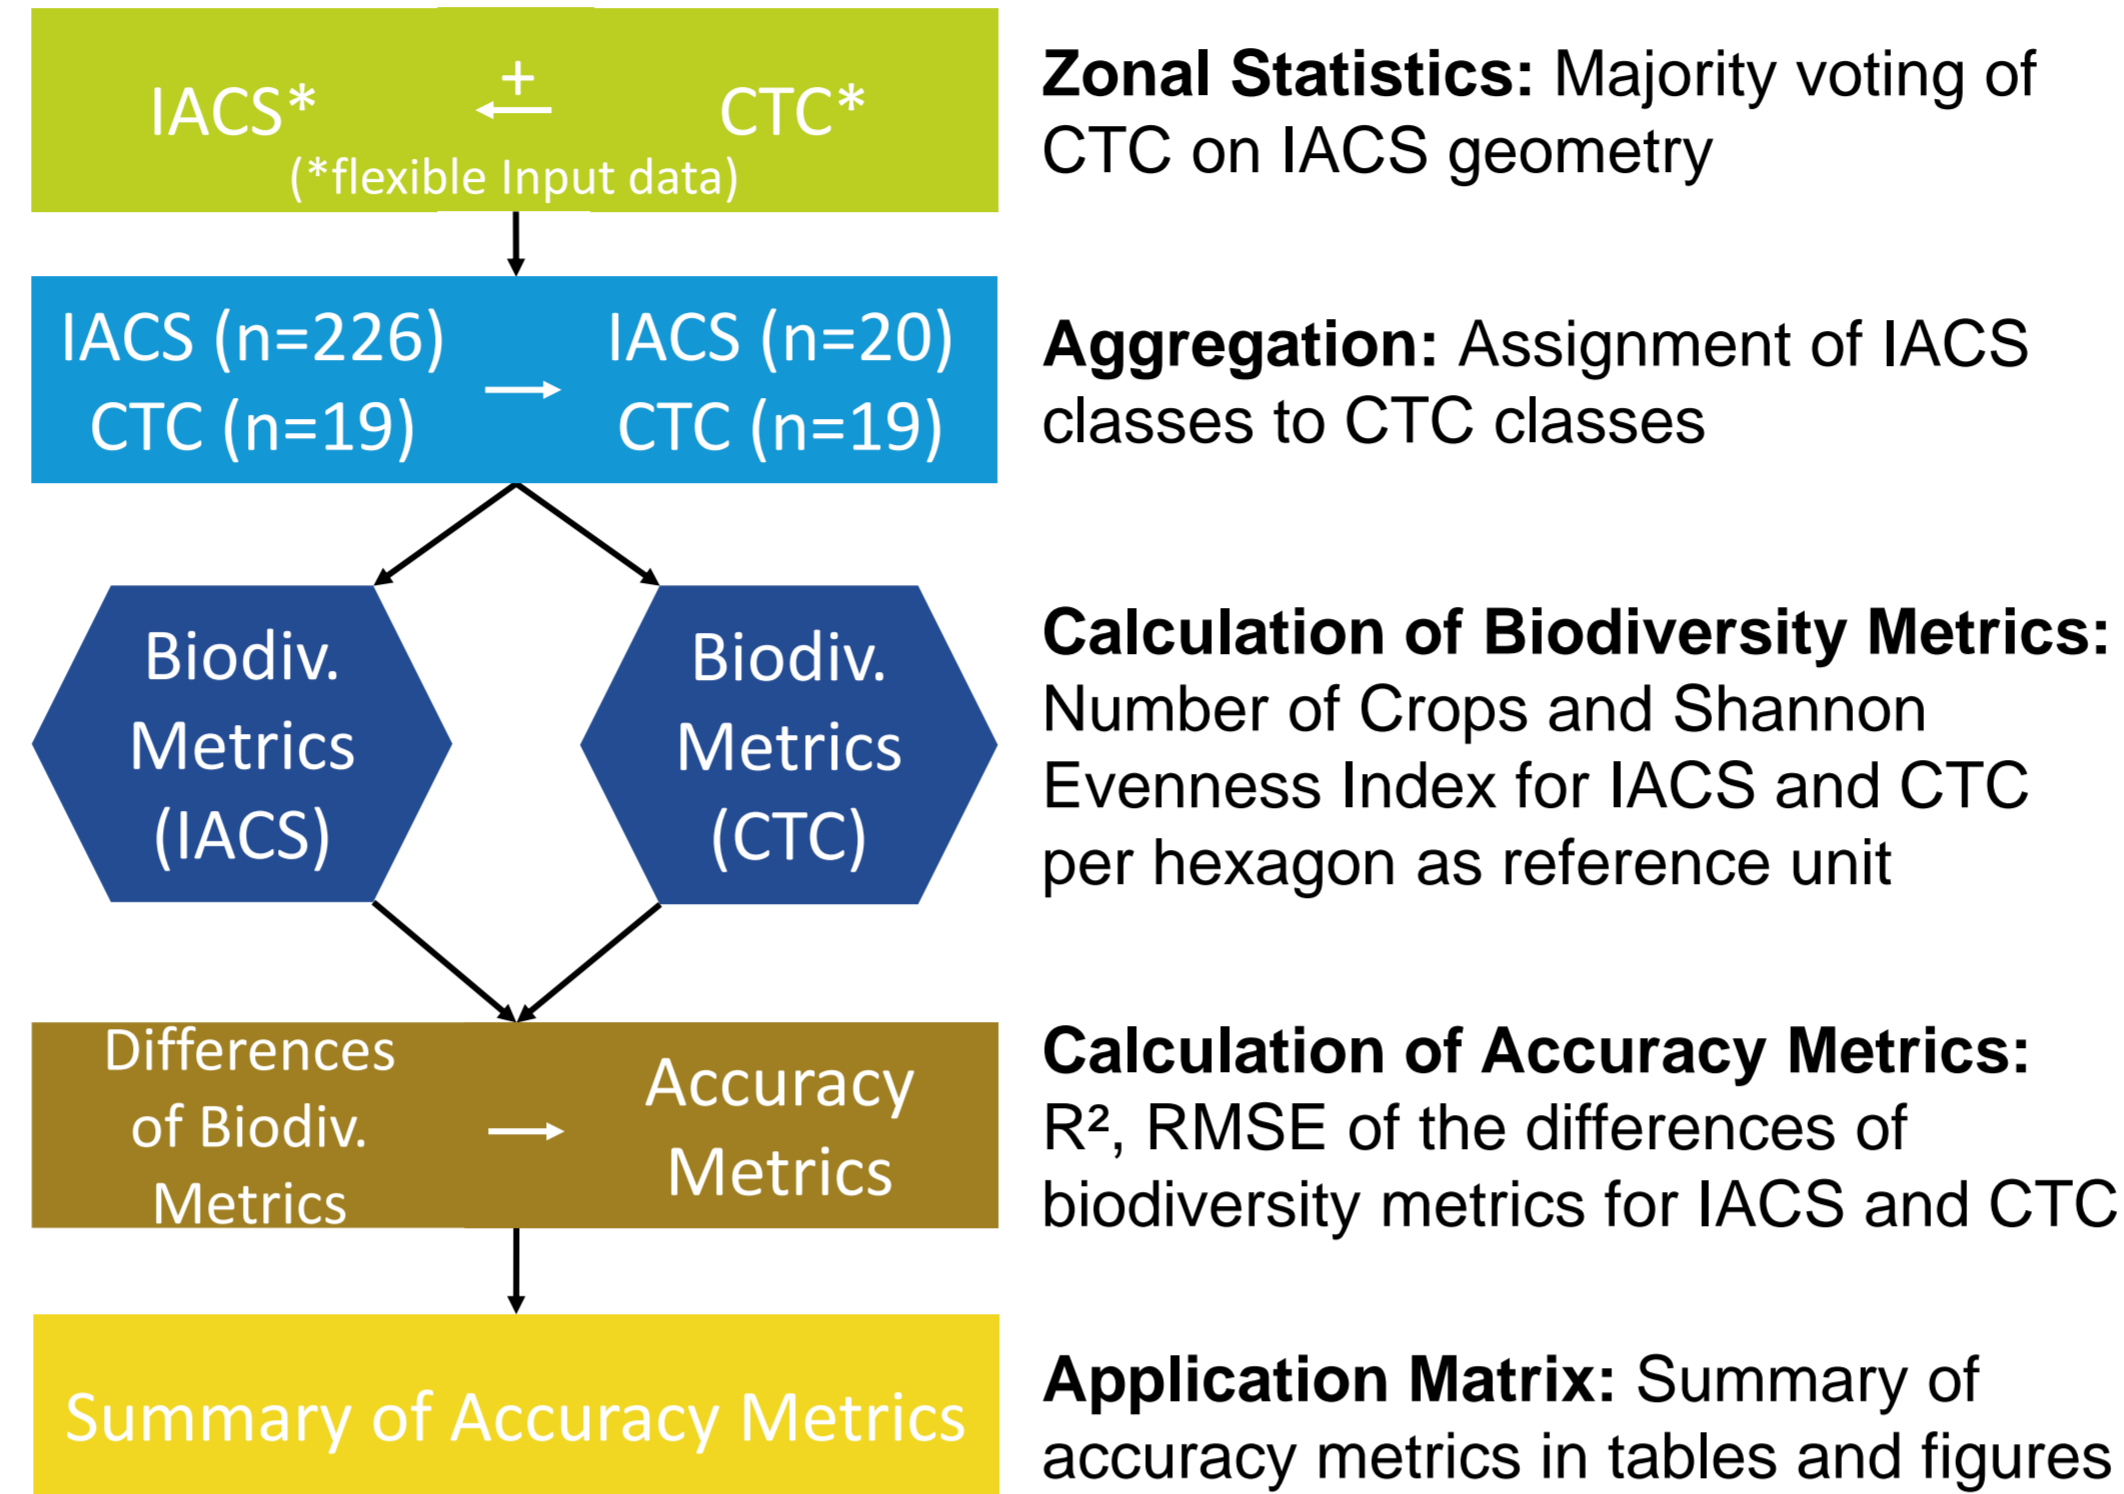 IACS* + CTC*
(*flexible Input data)
Zonal Statistics: Majority voting of
CTC on IACS geometry
IACS (n=226)
CTC (n=19)
IACS (n=20)
CTC (n=19)
Aggregation: Assignment of IACS
classes to CTC classes
Biodiv.
Metrics
(IACS)
Biodiv.
Metrics
(CTC)
Calculation of Biodiversity Metrics:
Number of Crops and Shannon
Evenness Index for IACS and CTC
per hexagon as reference unit
Differences
of Biodiv.
Metrics
Accuracy
Metrics
Calculation of Accuracy Metrics:
R², RMSE of the differences of
biodiversity metrics for IACS and CTC
Summary of Accuracy Metrics
Application Matrix: Summary of
accuracy metrics in tables and figures